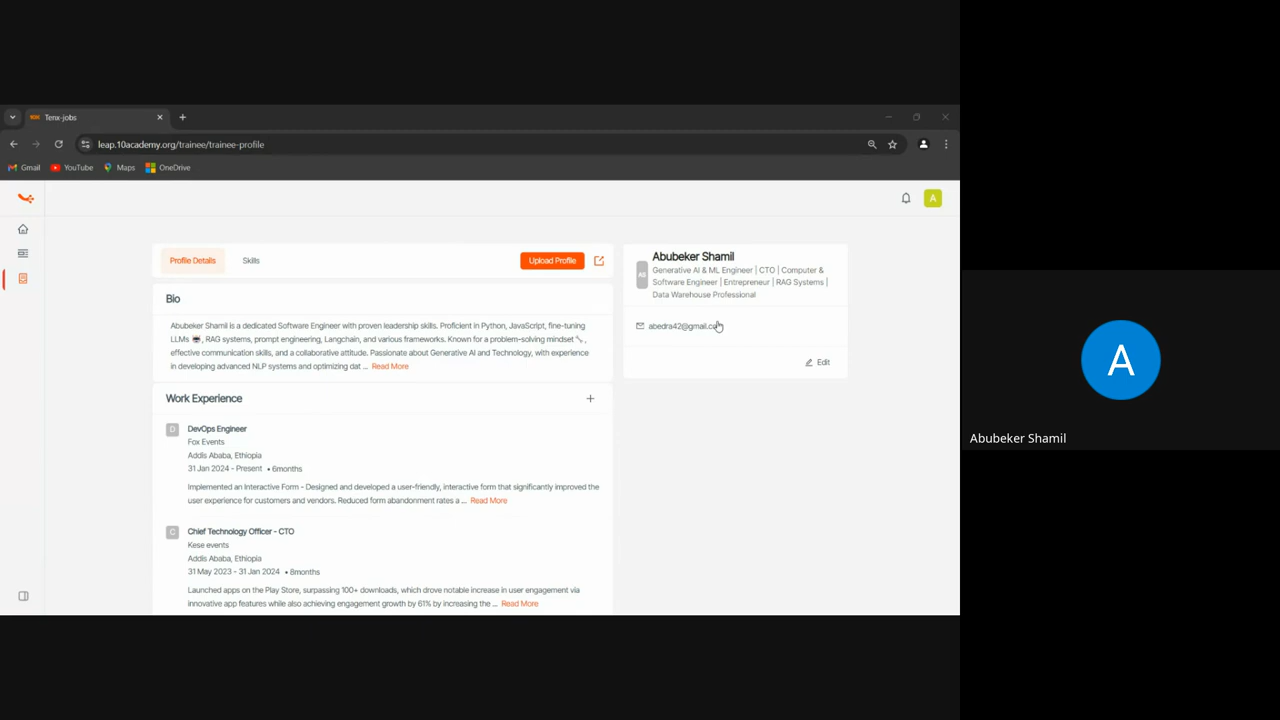 Tenx-jobs
leap.10academy.org/trainee/trainee-profile
Gmail YouTube Maps OneDrive
A
Profile Details Skills Upload Profile
Bio
Abubeker Shamil is a dedicated Software Engineer with proven leadership skills. Proficient in Python, JavaScript, fine-tuning
LLMs 🕷, RAG systems, prompt engineering, Langchain, and various frameworks. Known for a problem-solving mindset 🔧,
effective communication skills, and a collaborative attitude. Passionate about Generative AI and Technology, with experience
in developing advanced NLP systems and optimizing dat ... Read More
Work Experience
D
DevOps Engineer
Fox Events
Addis Ababa, Ethiopia
31 Jan 2024 - Present • 6months
Implemented an Interactive Form - Designed and developed a user-friendly, interactive form that significantly improved the
user experience for customers and vendors. Reduced form abandonment rates a ... Read More
C
Chief Technology Officer - CTO
Kese events
Addis Ababa, Ethiopia
31 May 2023 - 31 Jan 2024 • 8months
Launched apps on the Play Store, surpassing 100+ downloads, which drove notable increase in user engagement via
innovative app features while also achieving engagement growth by 61% by increasing the ... Read More
AS
Abubeker Shamil
Generative AI & ML Engineer | CTO | Computer &
Software Engineer | Entrepreneur | RAG Systems |
Data Warehouse Professional
abedra42@gmail.co
Edit
A
Abubeker Shamil